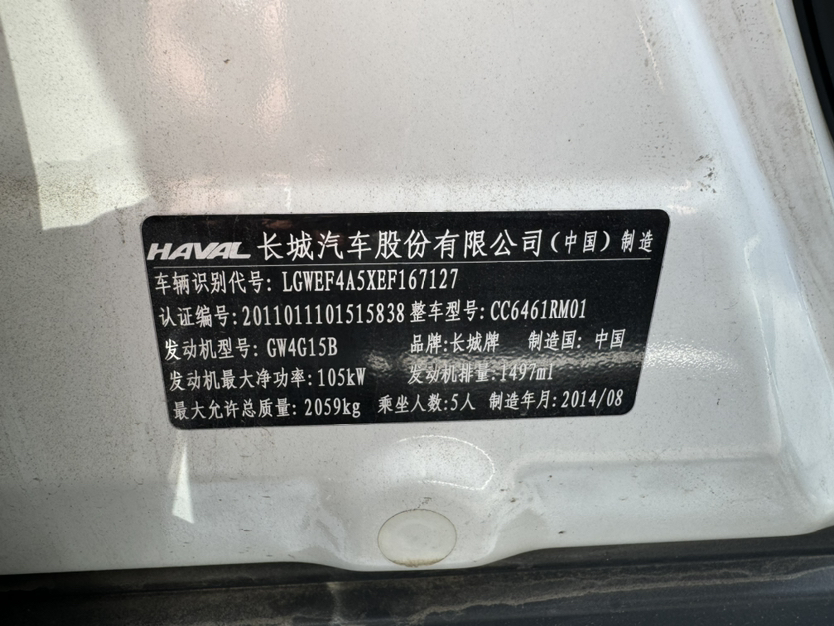 HAVAL 长城汽车股份有限公司(中国)制造
车辆识别代号: LGWEF4A5XEF167127
认证编号:2011011101515838 整车型号:CC6461RM01
发动机型号: GW4G15B 品牌:长城牌 制造国: 中国
发动机最大净功率:105kW 发动机排量:1497ml
最大允许总质量: 2059kg 乘坐人数:5人 制造年月:2014/08